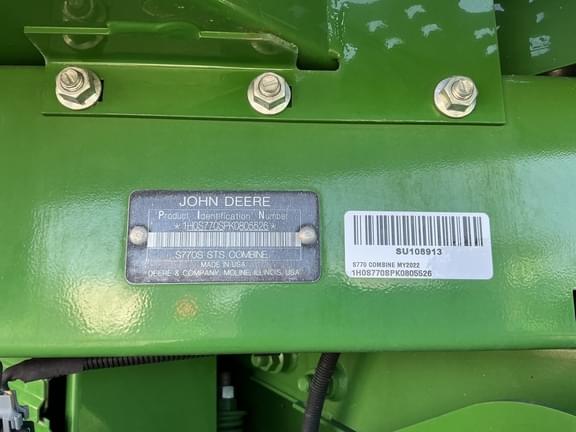 JOHN DEERE
Product Identification Number
*1H0S770SPK0805526*
S770S STS COMBINE
MADE IN USA
DEERE & COMPANY, MOLINE, ILLINOIS, USA
SU108913
S770 COMBINE MY2022
1H0S770SPK0805526